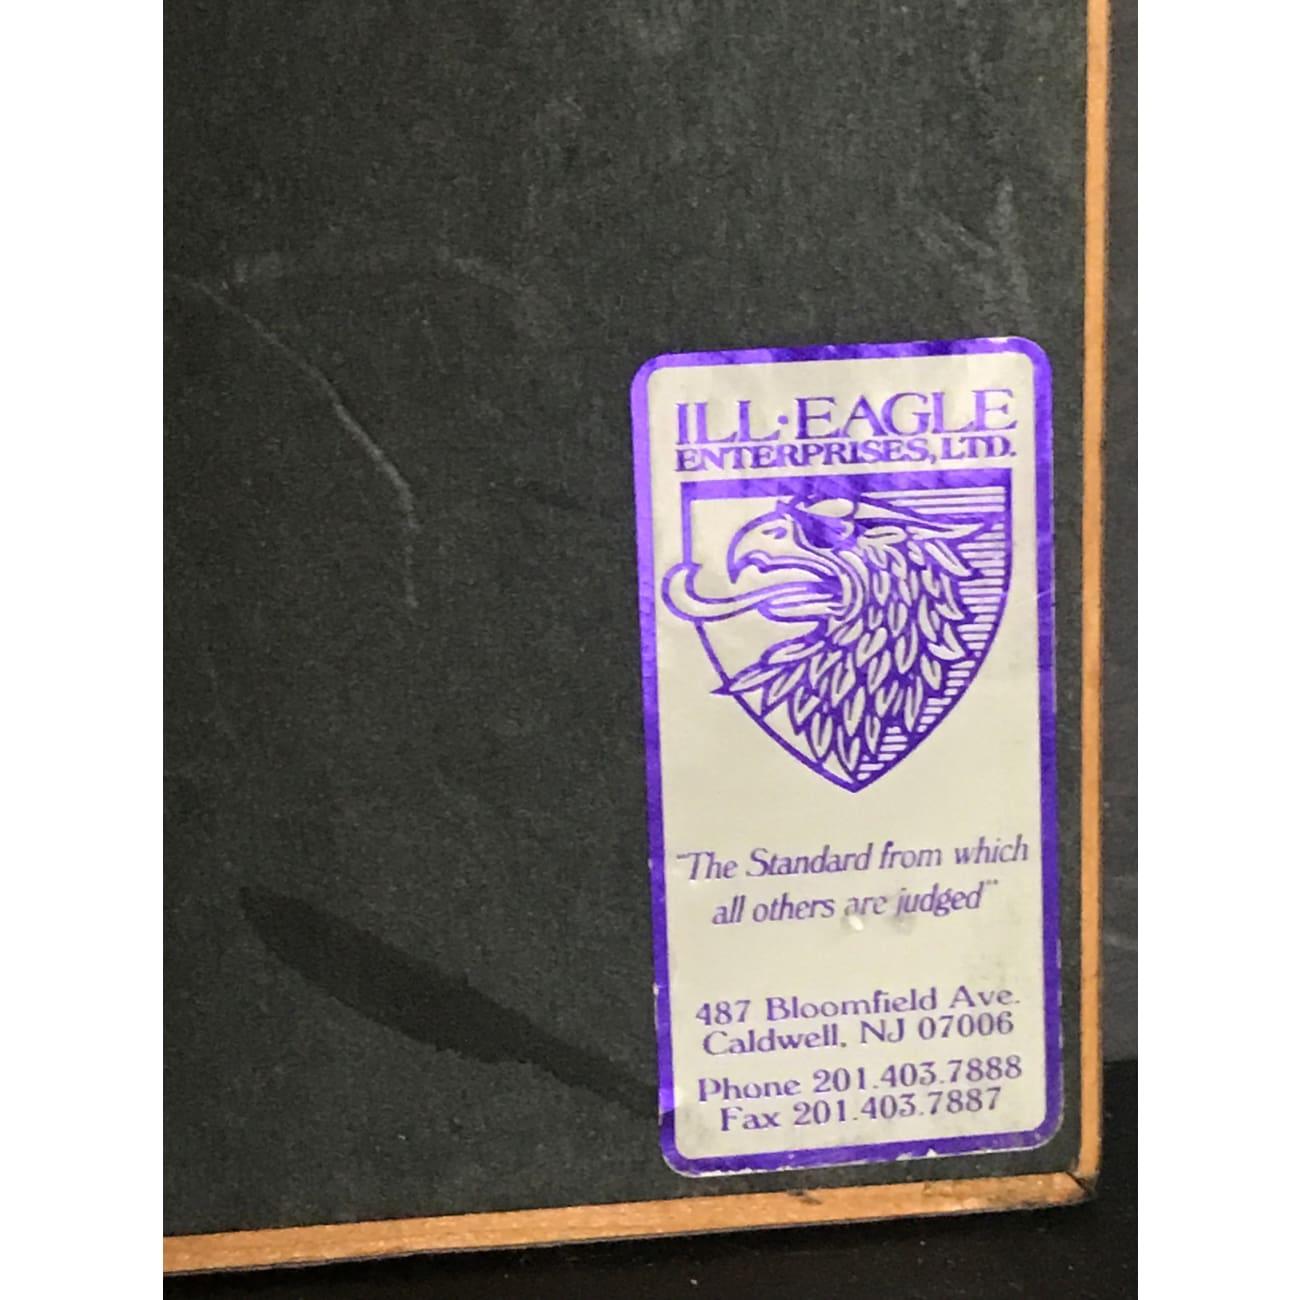 ILL·EAGLE
ENTERPRISES, LTD.
"The Standard from which
all others are judged"
487 Bloomfield Ave.
Caldwell, NJ 07006
Phone 201.403.7888
Fax 201.403.7887